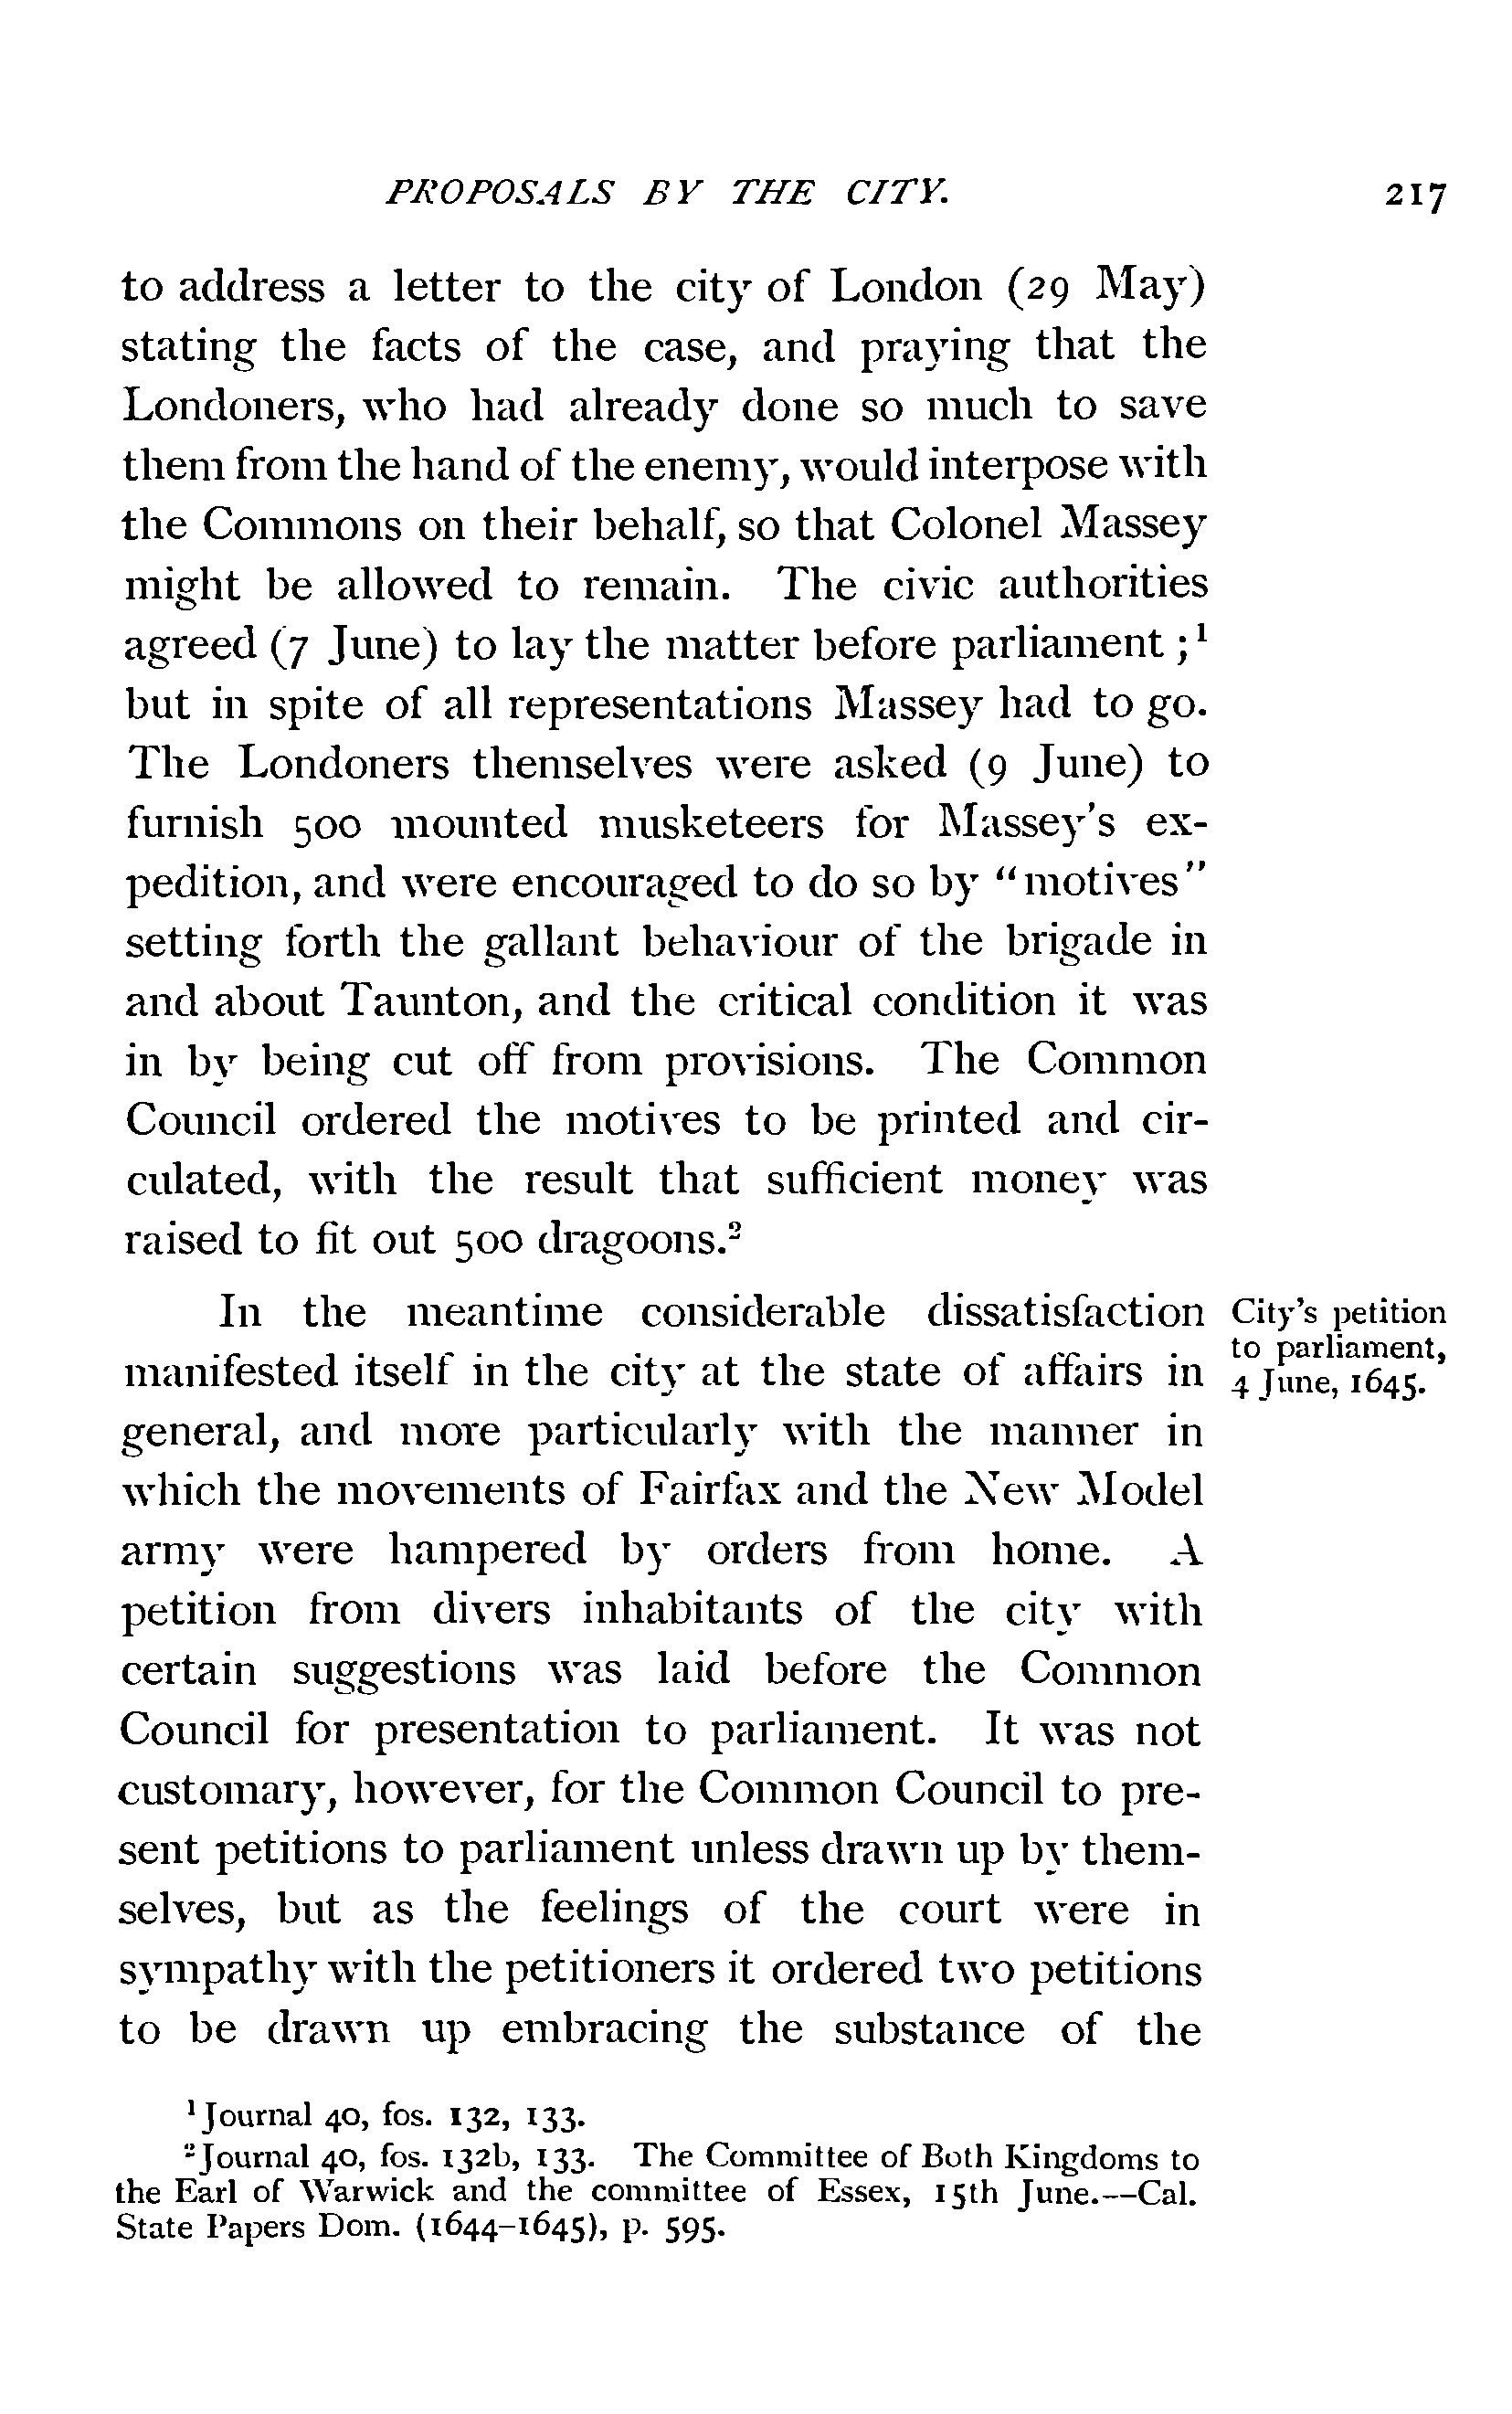 PROPOSALS BY THE CITY. 217
to address a letter to the city of London (29 May)
stating the facts of the case, and praying that the
Londoners, who had already done so much to save
them from the hand of the enemy, would interpose with
the Commons on their behalf, so that Colonel Massey
might be allowed to remain. The civic authorities
agreed (7 June) to lay the matter before parliament ;¹
but in spite of all representations Massey had to go.
The Londoners themselves were asked (9 June) to
furnish 500 mounted musketeers for Massey's ex-
pedition, and were encouraged to do so by "motives"
setting forth the gallant behaviour of the brigade in
and about Taunton, and the critical condition it was
in by being cut off from provisions. The Common
Council ordered the motives to be printed and cir-
culated, with the result that sufficient money was
raised to fit out 500 dragoons.²
In the meantime considerable dissatisfaction
manifested itself in the city at the state of affairs in
general, and more particularly with the manner in
which the movements of Fairfax and the New Model
army were hampered by orders from home. A
petition from divers inhabitants of the city with
certain suggestions was laid before the Common
Council for presentation to parliament. It was not
customary, however, for the Common Council to pre-
sent petitions to parliament unless drawn up by them-
selves, but as the feelings of the court were in
sympathy with the petitioners it ordered two petitions
to be drawn up embracing the substance of the
City's petition
to parliament,
4 June, 1645.
¹ Journal 40, fos. 132, 133.
² Journal 40, fos. 132b, 133. The Committee of Both Kingdoms to
the Earl of Warwick and the committee of Essex, 15th June.—Cal.
State Papers Dom. (1644-1645), p. 595.